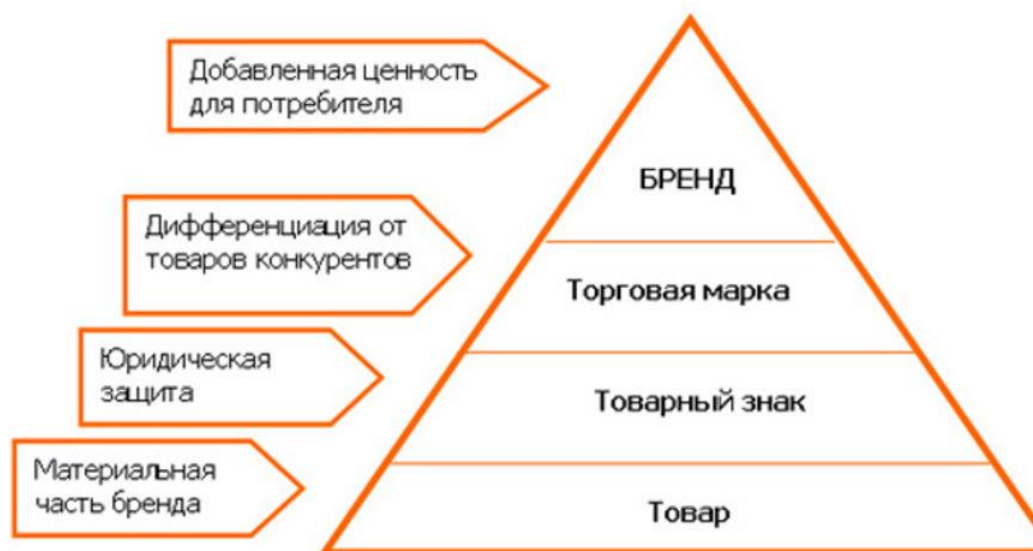 Добавленная ценность
для потребителя
БРЕНД
Дифференциация от
товаров конкурентов
Торговая марка
Юридическая
защита
Товарный знак
Материальная
часть бренда
Товар